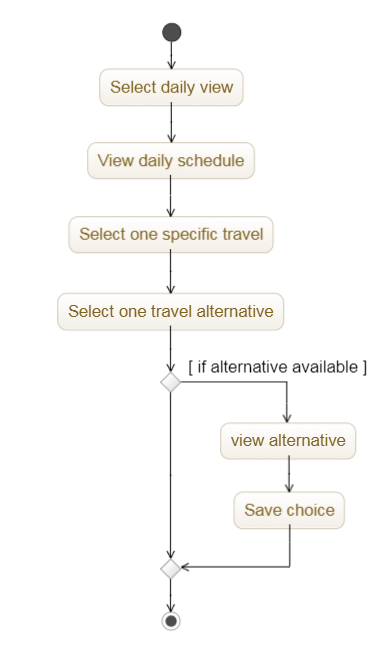 Select daily view
View daily schedule
Select one specific travel
Select one travel alternative
[ if alternative available ]
view alternative
Save choice